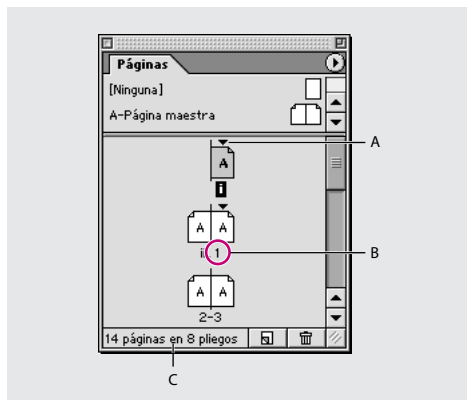 Páginas
[Ninguna]
A-Página maestra
A
A
i
A A
ii 1
B
A A
2-3
14 páginas en 8 pliegos
C